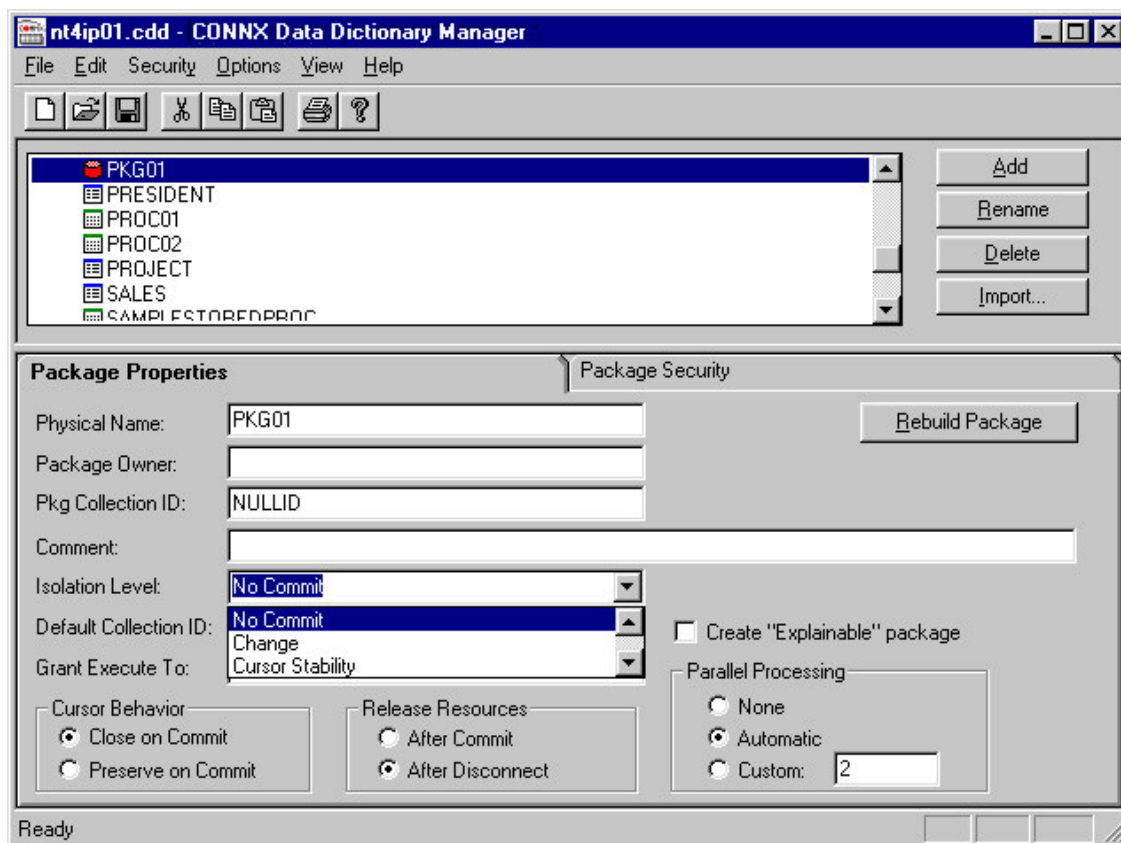 nt4ip01.cdd - CONNX Data Dictionary Manager
File Edit Security Options View Help
PKG01
PRESIDENT
PROC01
PROC02
PROJECT
SALES
SAMPLESTOREDPROC
Add
Rename
Delete
Import...
Package Properties
Package Security
Physical Name: PKG01
Rebuild Package
Package Owner:
Pkg Collection ID: NULLID
Comment:
Isolation Level: No Commit
No Commit
Change
Cursor Stability
Default Collection ID:
Grant Execute To:
Create "Explainable" package
Cursor Behavior
Close on Commit
Preserve on Commit
Release Resources
After Commit
After Disconnect
Parallel Processing
None
Automatic
Custom: 2
Ready